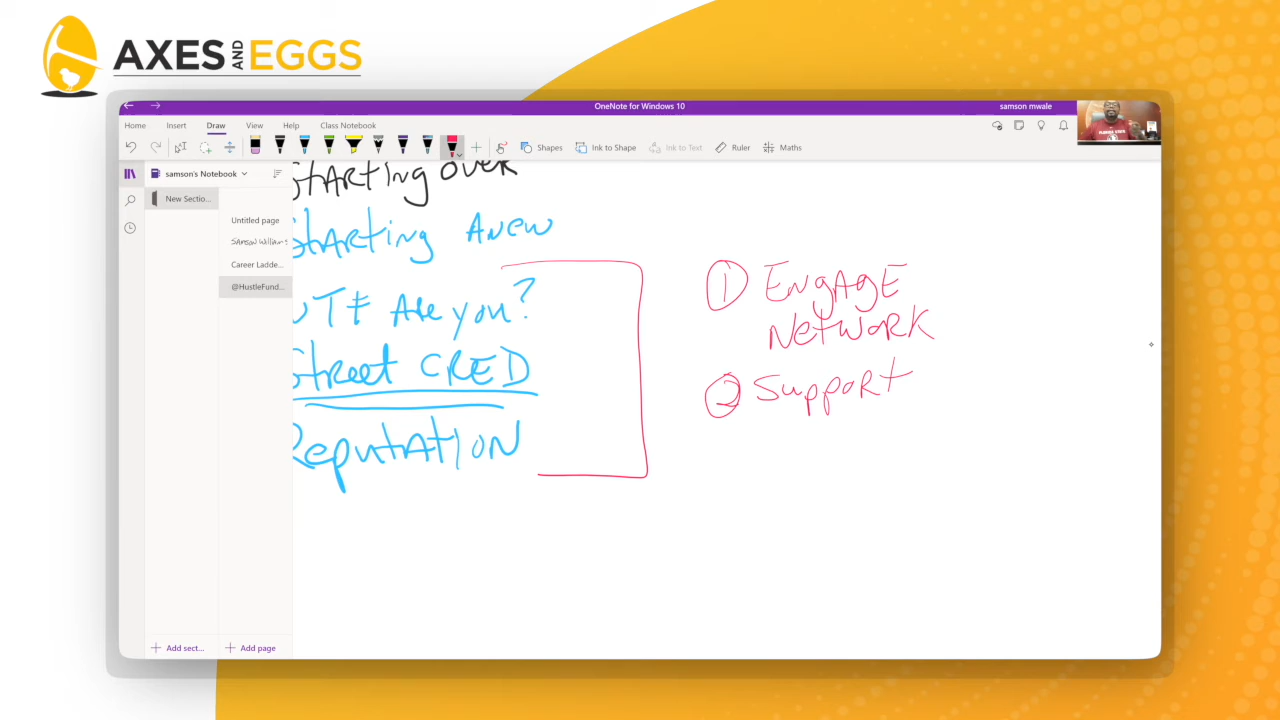 AXES AND EGGS
OneNote for Windows 10
samson mwale
Home Insert Draw View Help Class Notebook
Shapes Ink to Shape Ink to Text Ruler Maths
samson's Notebook
New Sectio...
Untitled page
Samson William's
Career Ladde...
@HustleFund...
Starting Over
Starting Anew
WTF Are you?
Street CRED
Reputation
1 ENgAgE
NetwoRK
2 Support
Add sect...
Add page